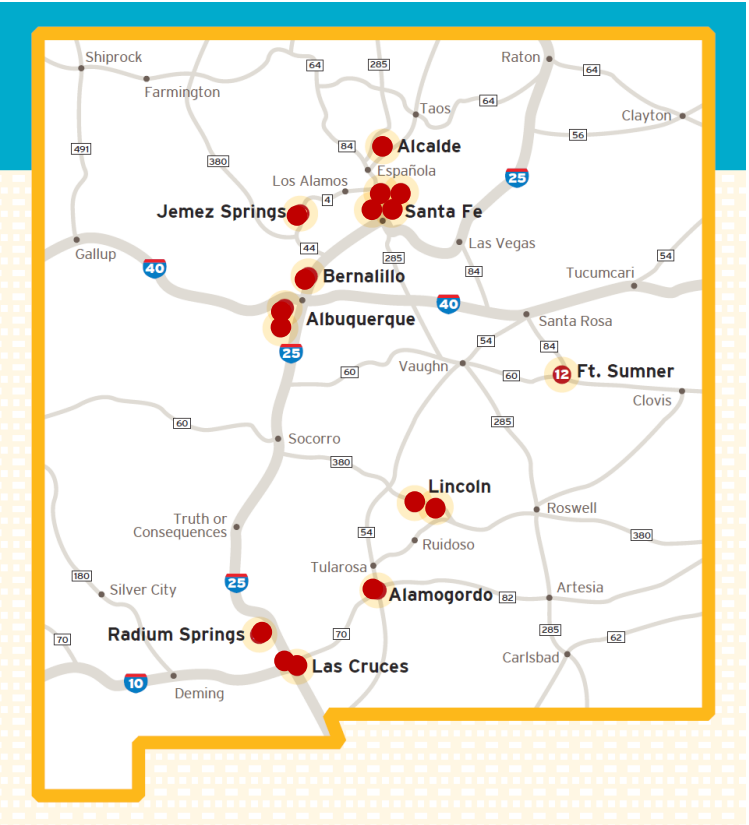 Shiprock
Raton
64
285
64
Farmington
64
Taos
Clayton
56
84
Alcalde
491
380
Española
25
Los Alamos
4
Jemez Springs
Santa Fe
Las Vegas
44
Gallup
285
54
40
84
Tucumcari
Bernalillo
40
Albuquerque
Santa Rosa
54
84
25
Vaughn
60
60
12 Ft. Sumner
Clovis
60
285
Socorro
380
Lincoln
Roswell
Truth or
Consequences
54
380
Ruidoso
Tularosa
180
25
Silver City
Artesia
Alamogordo
82
Radium Springs
70
285
70
62
Carlsbad
Las Cruces
10
Deming